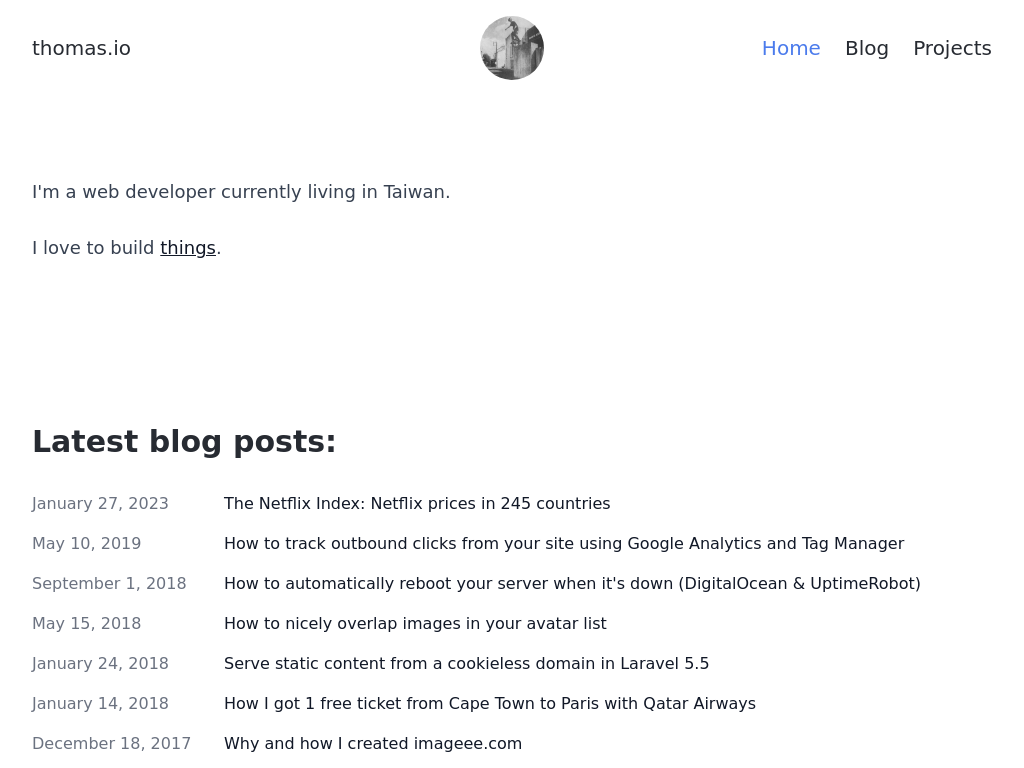 thomas.io
Home Blog Projects
I'm a web developer currently living in Taiwan.
I love to build things.
Latest blog posts:
January 27, 2023 The Netflix Index: Netflix prices in 245 countries
May 10, 2019 How to track outbound clicks from your site using Google Analytics and Tag Manager
September 1, 2018 How to automatically reboot your server when it's down (DigitalOcean & UptimeRobot)
May 15, 2018 How to nicely overlap images in your avatar list
January 24, 2018 Serve static content from a cookieless domain in Laravel 5.5
January 14, 2018 How I got 1 free ticket from Cape Town to Paris with Qatar Airways
December 18, 2017 Why and how I created imageee.com